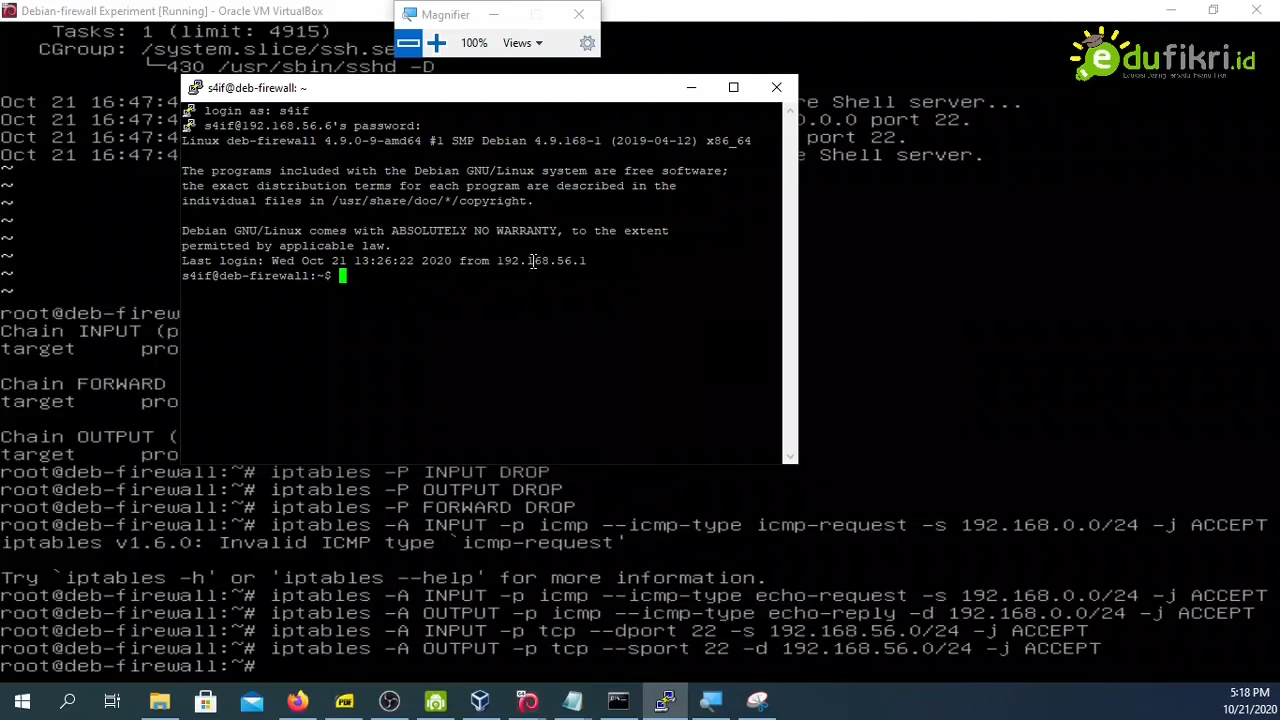 Debian-firewall Experiment [Running] - Oracle VM VirtualBox
Magnifier
100%
Views
edufikri.id
Tasks: 1 (limit: 4915)
CGroup: /system.slice/ssh.se
└─430 /usr/sbin/sshd -D
Oct 21 16:47:4
Oct 21 16:47:4
Oct 21 16:47:4
Oct 21 16:47:4
e Shell server...
0.0.0 port 22.
port 22.
e Shell server.
~
~
~
~
~
~
~
~
s4if@deb-firewall: ~
login as: s4if
s4if@192.168.56.6's password:
Linux deb-firewall 4.9.0-9-amd64 #1 SMP Debian 4.9.168-1 (2019-04-12) x86_64
The programs included with the Debian GNU/Linux system are free software;
the exact distribution terms for each program are described in the
individual files in /usr/share/doc/*/copyright.
Debian GNU/Linux comes with ABSOLUTELY NO WARRANTY, to the extent
permitted by applicable law.
Last login: Wed Oct 21 13:26:22 2020 from 192.168.56.1
s4if@deb-firewall:~$
root@deb-firew
Chain INPUT (p
target pro
Chain FORWARD
target pro
Chain OUTPUT (
target pro
root@deb-firewall:~# iptables -P INPUT DROP
root@deb-firewall:~# iptables -P OUTPUT DROP
root@deb-firewall:~# iptables -P FORWARD DROP
root@deb-firewall:~# iptables -A INPUT -p icmp --icmp-type icmp-request -s 192.168.0.0/24 -j ACCEPT
iptables v1.6.0: Invalid ICMP type `icmp-request'
Try `iptables -h' or 'iptables --help' for more information.
root@deb-firewall:~# iptables -A INPUT -p icmp --icmp-type echo-request -s 192.168.0.0/24 -j ACCEPT
root@deb-firewall:~# iptables -A OUTPUT -p icmp --icmp-type echo-reply -d 192.168.0.0/24 -j ACCEPT
root@deb-firewall:~# iptables -A INPUT -p tcp --dport 22 -s 192.168.56.0/24 -j ACCEPT
root@deb-firewall:~# iptables -A OUTPUT -p tcp --sport 22 -d 192.168.56.0/24 -j ACCEPT
root@deb-firewall:~#
5:18 PM
10/21/2020